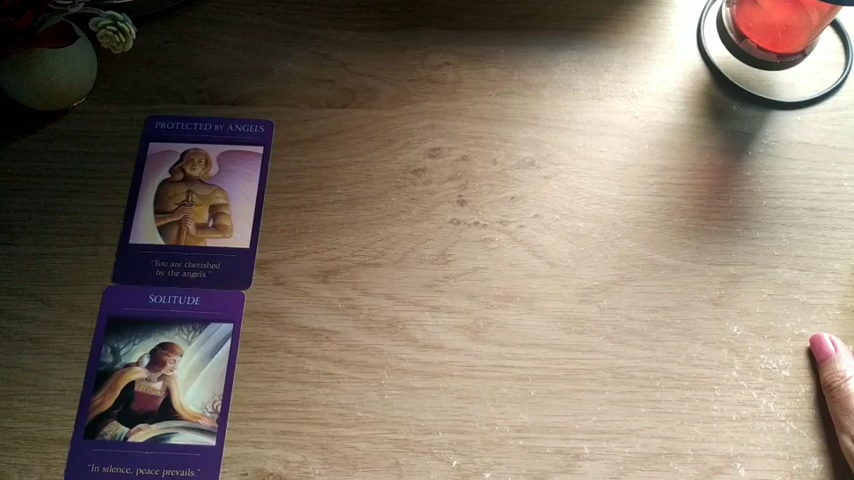 PROTECTED BY ANGELS
"You are cherished
by the angels."
SOLITUDE
"In silence, peace prevails."